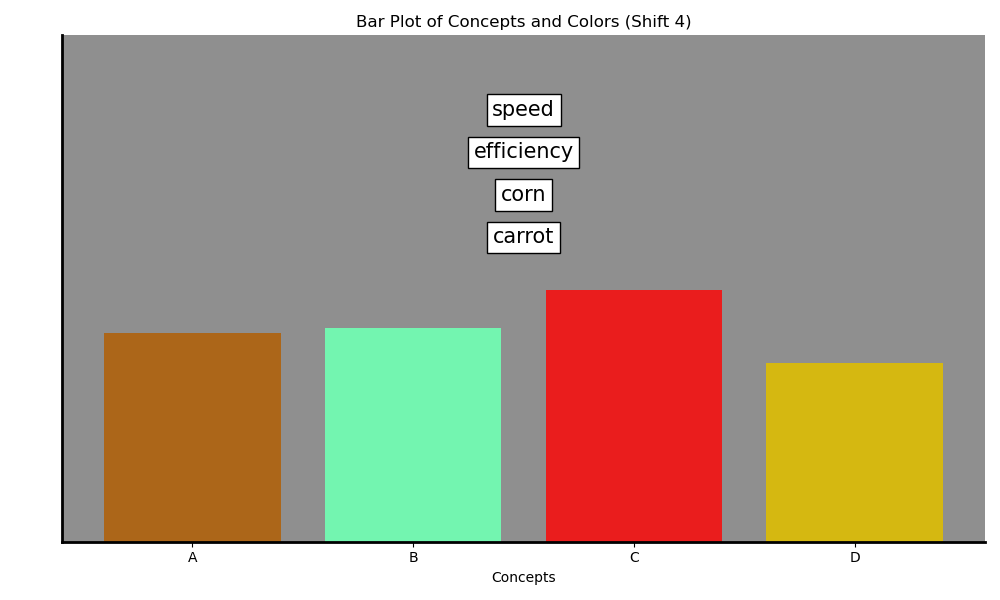 Bar Plot of Concepts and Colors (Shift 4)
speed
efficiency
corn
carrot
A B C D
Concepts